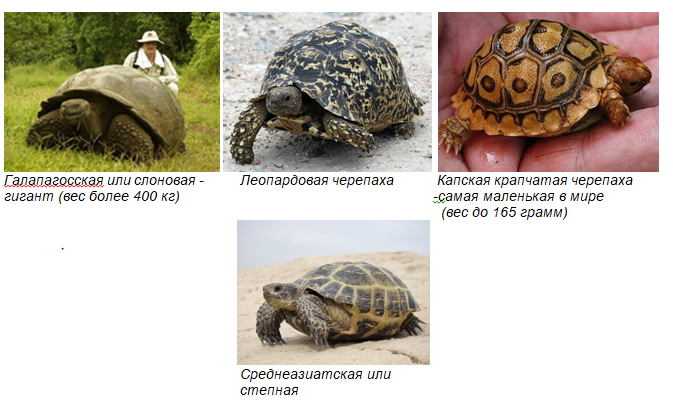 Галапагосская или слоновая -
гигант (вес более 400 кг)
Леопардовая черепаха
Капская крапчатая черепаха
-самая маленькая в мире
(вес до 165 грамм)
Среднеазиатская или
степная